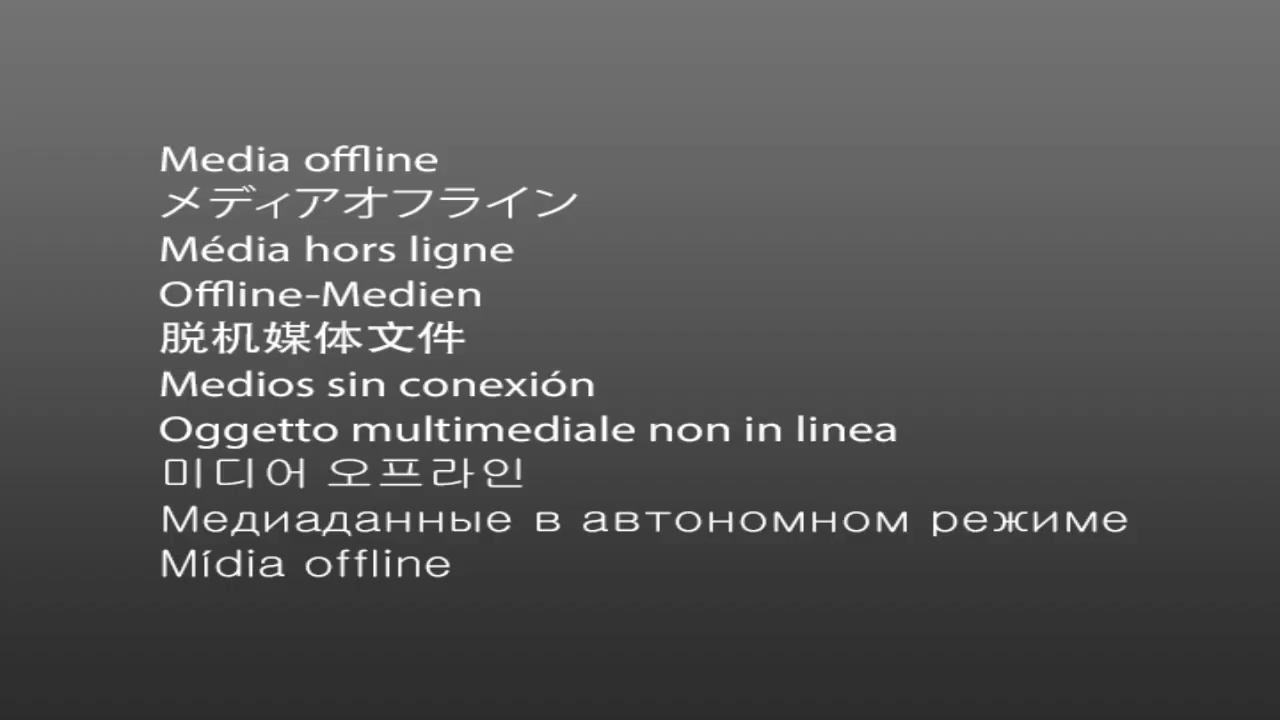 Media offline
メディアオフライン
Média hors ligne
Offline-Medien
脱机媒体文件
Medios sin conexión
Oggetto multimediale non in linea
미디어 오프라인
Медиаданные в автономном режиме
Mídia offline